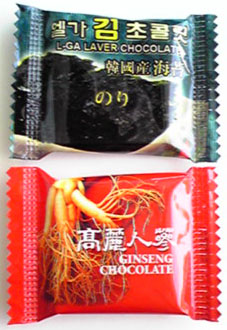 엘가 김 초콜릿
L-GA LAVER CHOCOLATE
韓國産 海苔
のり
高麗人蔘
GINSENG
CHOCOLATE